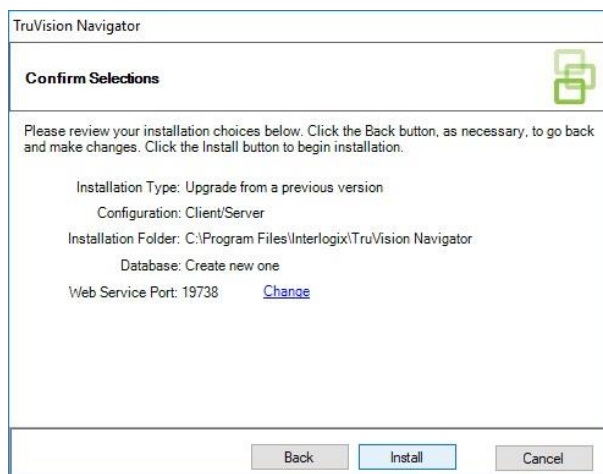 TruVision Navigator
Confirm Selections
Please review your installation choices below. Click the Back button, as necessary, to go back
and make changes. Click the Install button to begin installation.
Installation Type: Upgrade from a previous version
Configuration: Client/Server
Installation Folder: C:\Program Files\Interlogix\TruVision Navigator
Database: Create new one
Web Service Port: 19738 Change
Back Install Cancel